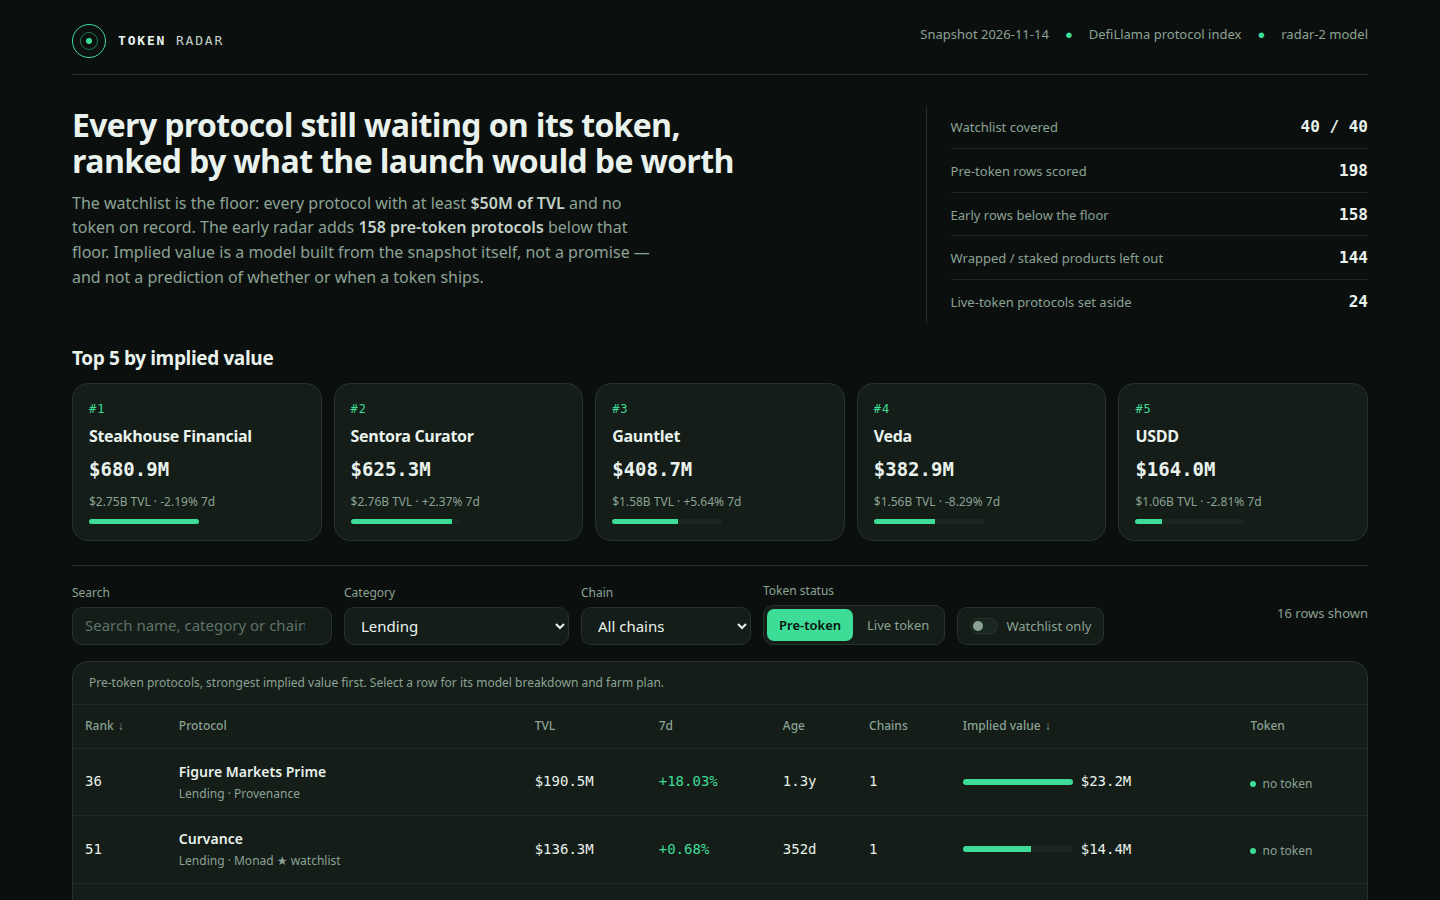 TOKEN RADAR
Snapshot 2026-11-14 ● DefiLlama protocol index ● radar-2 model
Every protocol still waiting on its token,
ranked by what the launch would be worth
The watchlist is the floor: every protocol with at least $50M of TVL and no
token on record. The early radar adds 158 pre-token protocols below that
floor. Implied value is a model built from the snapshot itself, not a promise —
and not a prediction of whether or when a token ships.
Watchlist covered 40 / 40
Pre-token rows scored 198
Early rows below the floor 158
Wrapped / staked products left out 144
Live-token protocols set aside 24
Top 5 by implied value
#1
Steakhouse Financial
$680.9M
$2.75B TVL · -2.19% 7d
#2
Sentora Curator
$625.3M
$2.76B TVL · +2.37% 7d
#3
Gauntlet
$408.7M
$1.58B TVL · +5.64% 7d
#4
Veda
$382.9M
$1.56B TVL · -8.29% 7d
#5
USDD
$164.0M
$1.06B TVL · -2.81% 7d
Search
Search name, category or chain
Category
Lending
Chain
All chains
Token status
Pre-token Live token
Watchlist only
16 rows shown
Pre-token protocols, strongest implied value first. Select a row for its model breakdown and farm plan.
Rank ↓ Protocol TVL 7d Age Chains Implied value ↓ Token
36 Figure Markets Prime $190.5M +18.03% 1.3y 1 $23.2M no token
Lending · Provenance
51 Curvance $136.3M +0.68% 352d 1 $14.4M no token
Lending · Monad ★ watchlist